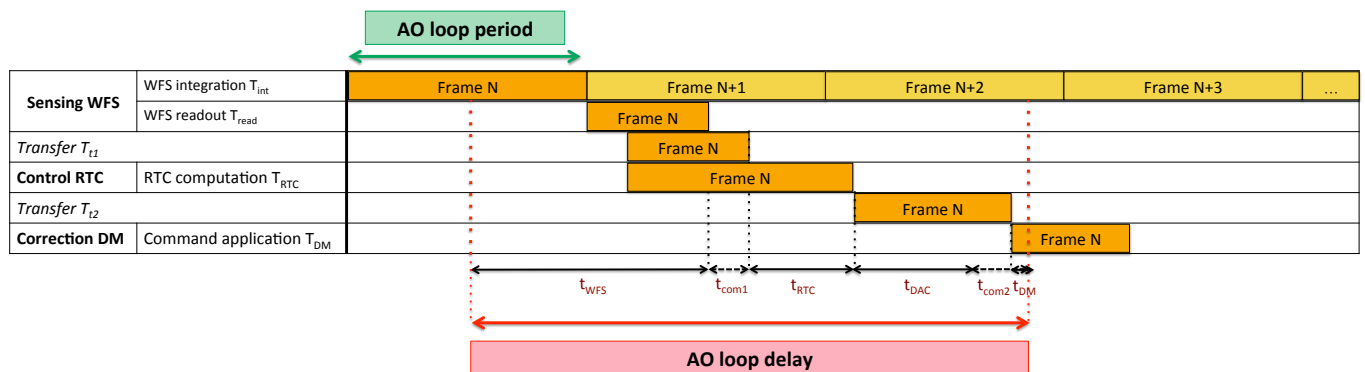 AO loop period
Sensing WFS
WFS integration T_int
Frame N
Frame N+1
Frame N+2
Frame N+3
...
WFS readout T_read
Frame N
Transfer T_t1
Frame N
Control RTC
RTC computation T_RTC
Frame N
Transfer T_t2
Frame N
Correction DM
Command application T_DM
Frame N
t_WFS
t_com1
t_RTC
t_DAC
t_com2
t_DM
AO loop delay